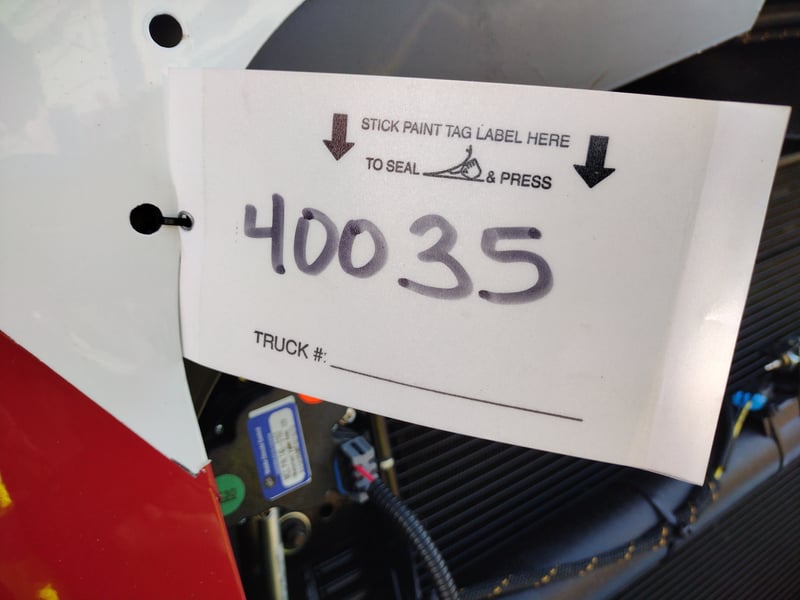 STICK PAINT TAG LABEL HERE
TO SEAL & PRESS
40035
TRUCK #: